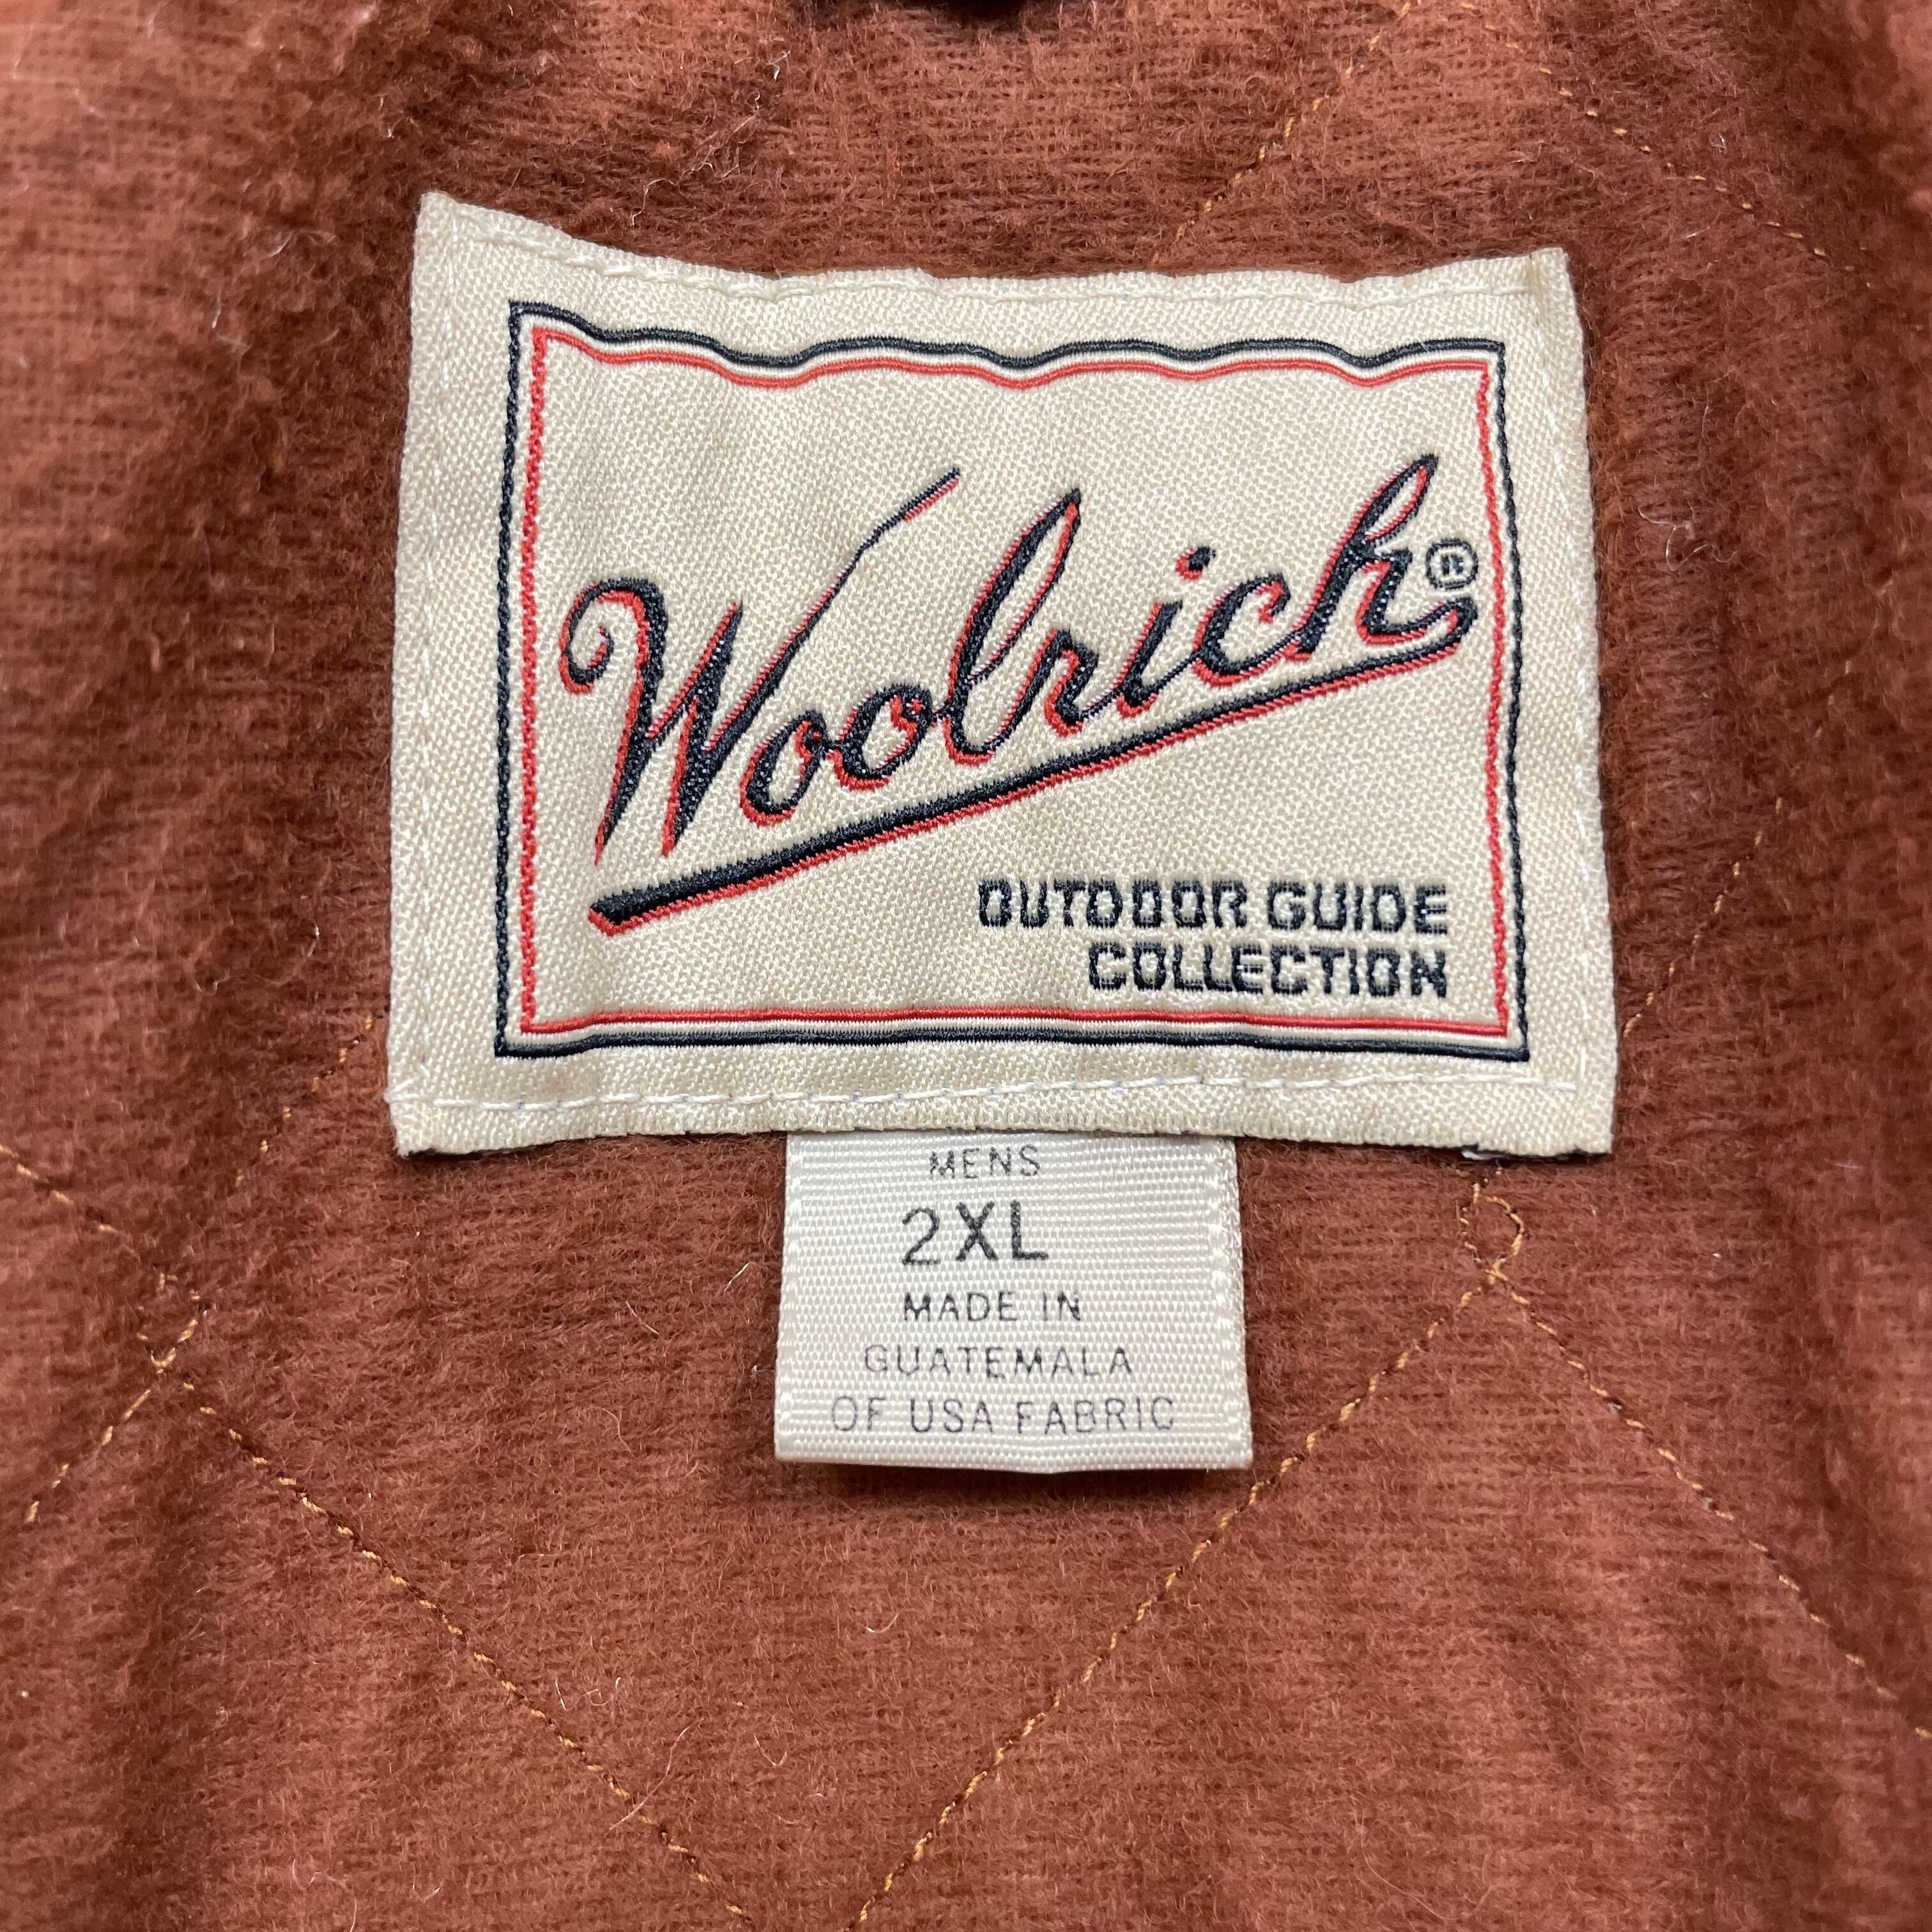 Woolrich®
OUTDOOR GUIDE
COLLECTION
MENS
2XL
MADE IN
GUATEMALA
OF USA FABRIC